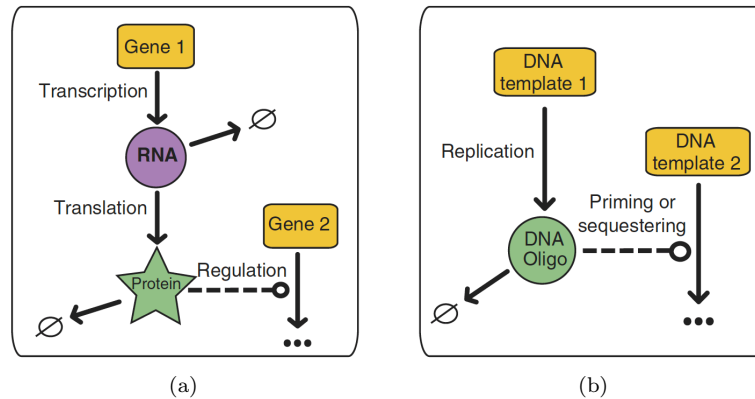 Gene 1
Transcription
RNA
∅
Translation
Gene 2
Regulation
Protein
∅
•••
(a)
DNA
template 1
DNA
template 2
Replication
Priming or
sequestering
DNA
Oligo
∅
•••
(b)